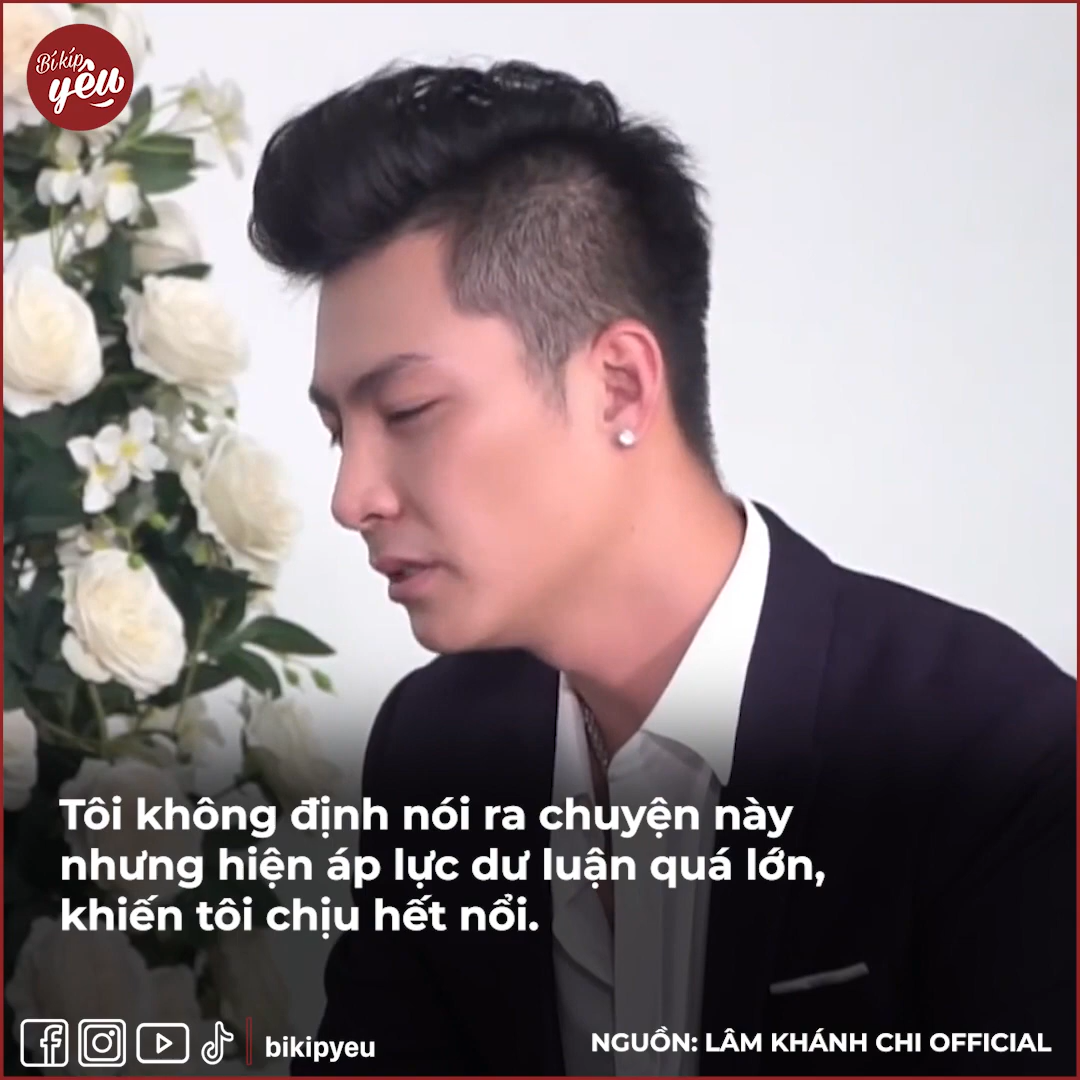 Bí kíp
yêu
Tôi không định nói ra chuyện này
nhưng hiện áp lực dư luận quá lớn,
khiến tôi chịu hết nổi.
bikipyeu
NGUỒN: LÂM KHÁNH CHI OFFICIAL